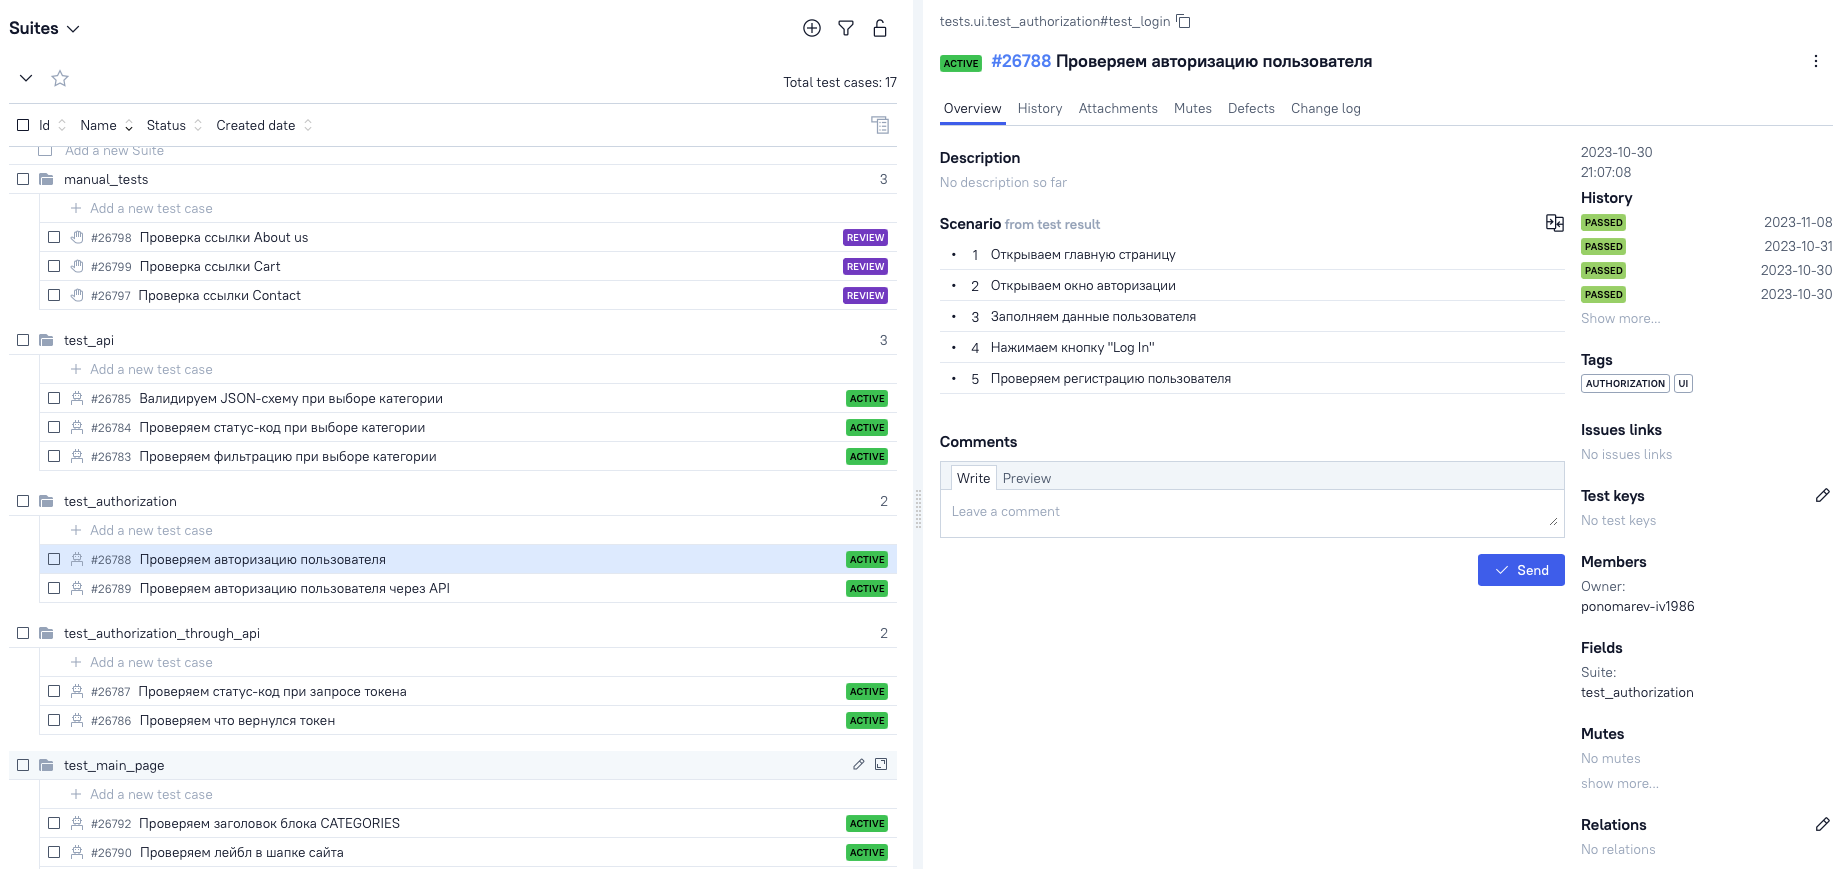 Suites
Total test cases: 17
Id Name Status Created date
Add a new Suite
manual_tests 3
Add a new test case
#26798 Проверка ссылки About us REVIEW
#26799 Проверка ссылки Cart REVIEW
#26797 Проверка ссылки Contact REVIEW
test_api 3
Add a new test case
#26785 Валидируем JSON-схему при выборе категории ACTIVE
#26784 Проверяем статус-код при выборе категории ACTIVE
#26783 Проверяем фильтрацию при выборе категории ACTIVE
test_authorization 2
Add a new test case
#26788 Проверяем авторизацию пользователя ACTIVE
#26789 Проверяем авторизацию пользователя через API ACTIVE
test_authorization_through_api 2
Add a new test case
#26787 Проверяем статус-код при запросе токена ACTIVE
#26786 Проверяем что вернулся токен ACTIVE
test_main_page
Add a new test case
#26792 Проверяем заголовок блока CATEGORIES ACTIVE
#26790 Проверяем лейбл в шапке сайта ACTIVE
tests.ui.test_authorization#test_login
ACTIVE #26788 Проверяем авторизацию пользователя
Overview History Attachments Mutes Defects Change log
Description
No description so far
Scenario from test result
1 Открываем главную страницу
2 Открываем окно авторизации
3 Заполняем данные пользователя
4 Нажимаем кнопку "Log In"
5 Проверяем регистрацию пользователя
Comments
Write Preview
Leave a comment
Send
2023-10-30
21:07:08
History
PASSED 2023-11-08
PASSED 2023-10-31
PASSED 2023-10-30
PASSED 2023-10-30
Show more...
Tags
AUTHORIZATION UI
Issues links
No issues links
Test keys
No test keys
Members
Owner:
ponomarev-iv1986
Fields
Suite:
test_authorization
Mutes
No mutes
show more...
Relations
No relations